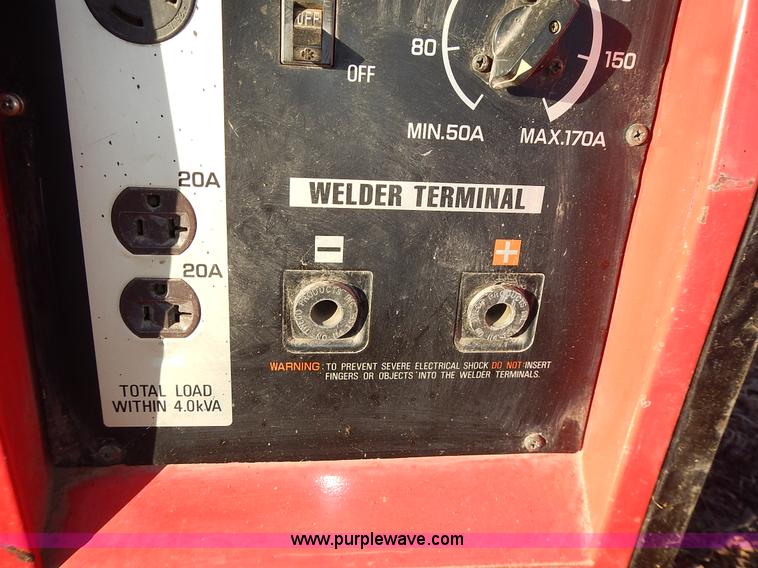 OFF
OFF
80
150
MIN.50A
MAX.170A
20A
WELDER TERMINAL
−
+
20A
WARNING: TO PREVENT SEVERE ELECTRICAL SHOCK DO NOT INSERT
FINGERS OR OBJECTS INTO THE WELDER TERMINALS.
TOTAL LOAD
WITHIN 4.0kVA
www.purplewave.com